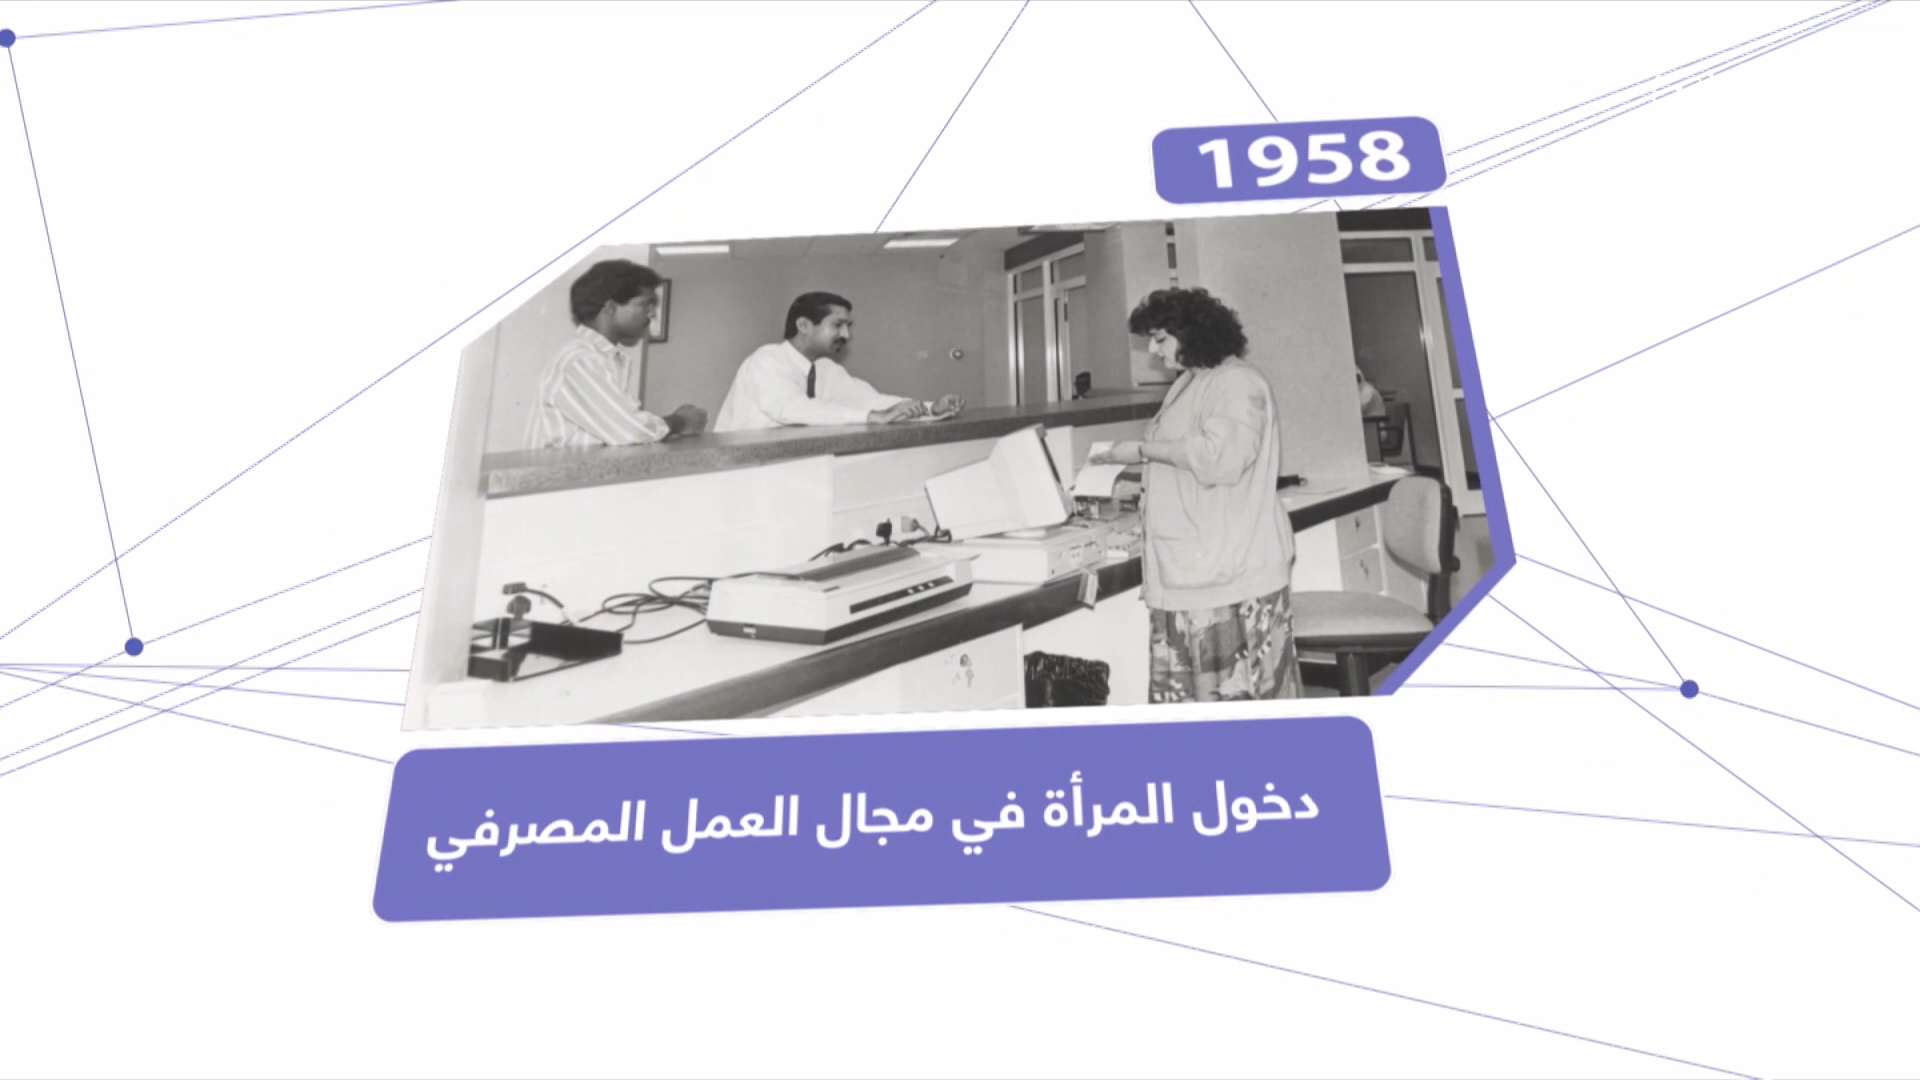 1958
دخول المرأة في مجال العمل المصرفي